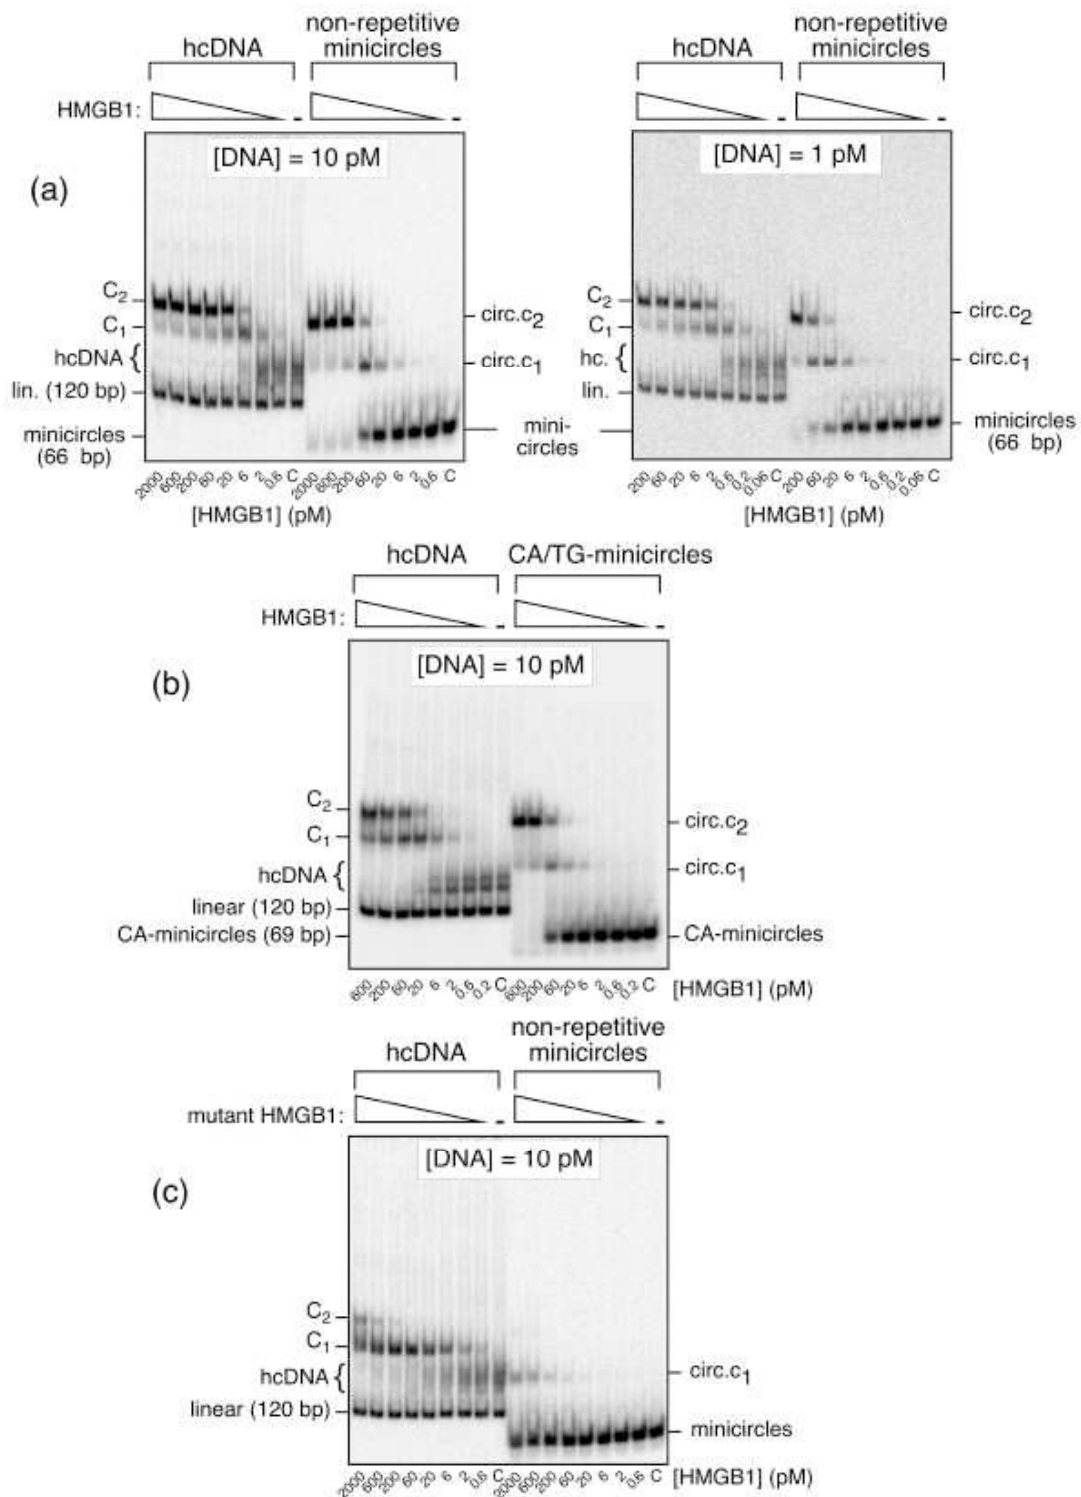 non-repetitive
hcDNA minicircles
HMGB1:
[DNA] = 10 pM
(a)
C2
C1
hcDNA {
lin. (120 bp)
minicircles
(66 bp)
circ.c2
circ.c1
mini-
circles
2000 600 200 60 20 6 2 0.6 C 2000 600 200 60 20 6 2 0.6 C
[HMGB1] (pM)
non-repetitive
hcDNA minicircles
[DNA] = 1 pM
C2
C1
hc. {
lin.
circ.c2
circ.c1
minicircles
(66 bp)
200 60 20 6 2 0.6 0.2 0.06 C 200 60 20 6 2 0.6 0.2 0.06 C
[HMGB1] (pM)
hcDNA CA/TG-minicircles
HMGB1:
[DNA] = 10 pM
(b)
C2
C1
hcDNA {
linear (120 bp)
CA-minicircles (69 bp)
circ.c2
circ.c1
CA-minicircles
600 200 60 20 6 2 0.6 0.2 C 600 200 60 20 6 2 0.6 0.2 C [HMGB1] (pM)
non-repetitive
hcDNA minicircles
mutant HMGB1:
[DNA] = 10 pM
(c)
C2
C1
hcDNA {
linear (120 bp)
circ.c1
minicircles
2000 600 200 60 20 6 2 0.6 C 2000 600 200 60 20 6 2 0.6 C [HMGB1] (pM)